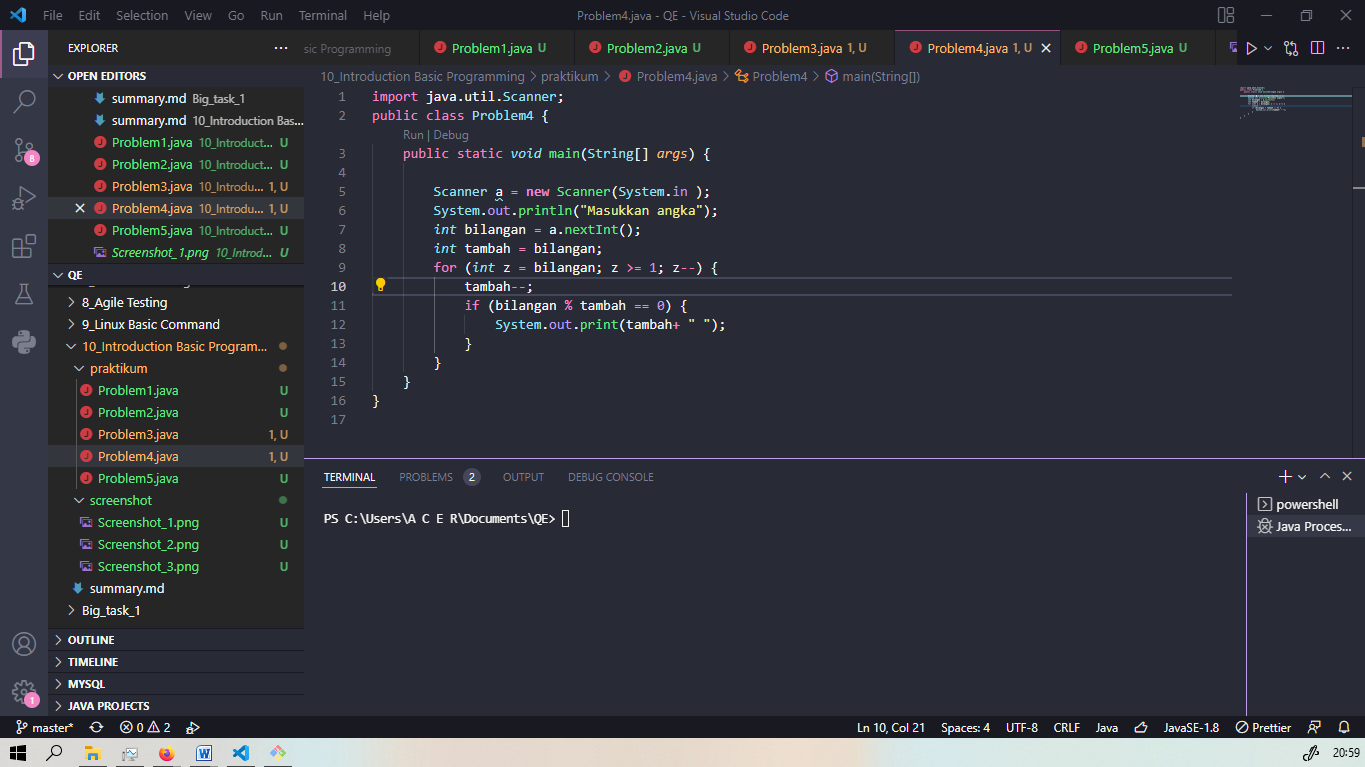 File Edit Selection View Go Run Terminal Help Problem4.java - QE - Visual Studio Code
EXPLORER
sic Programming Problem1.java U Problem2.java U Problem3.java 1, U Problem4.java 1, U Problem5.java U
10_Introduction Basic Programming > praktikum > Problem4.java > Problem4 > main(String[])
OPEN EDITORS
summary.md Big_task_1
summary.md 10_Introduction Bas...
Problem1.java 10_Introduct... U
Problem2.java 10_Introduct... U
Problem3.java 10_Introdu... 1, U
Problem4.java 10_Introdu... 1, U
Problem5.java 10_Introduct... U
Screenshot_1.png 10_Introd... U
QE
8_Agile Testing
9_Linux Basic Command
10_Introduction Basic Program...
praktikum
Problem1.java U
Problem2.java U
Problem3.java 1, U
Problem4.java 1, U
Problem5.java U
screenshot
Screenshot_1.png U
Screenshot_2.png U
Screenshot_3.png U
summary.md
Big_task_1
OUTLINE
TIMELINE
MYSQL
JAVA PROJECTS
8
1
1 import java.util.Scanner;
2 public class Problem4 {
Run | Debug
3 public static void main(String[] args) {
4
5 Scanner a = new Scanner(System.in );
6 System.out.println("Masukkan angka");
7 int bilangan = a.nextInt();
8 int tambah = bilangan;
9 for (int z = bilangan; z >= 1; z--) {
10 tambah--;
11 if (bilangan % tambah == 0) {
12 System.out.print(tambah+ " ");
13 }
14 }
15 }
16 }
17
TERMINAL PROBLEMS 2 OUTPUT DEBUG CONSOLE
PS C:\Users\A C E R\Documents\QE>
powershell
Java Proces...
master* 0 2 Ln 10, Col 21 Spaces: 4 UTF-8 CRLF Java JavaSE-1.8 Prettier
20:59